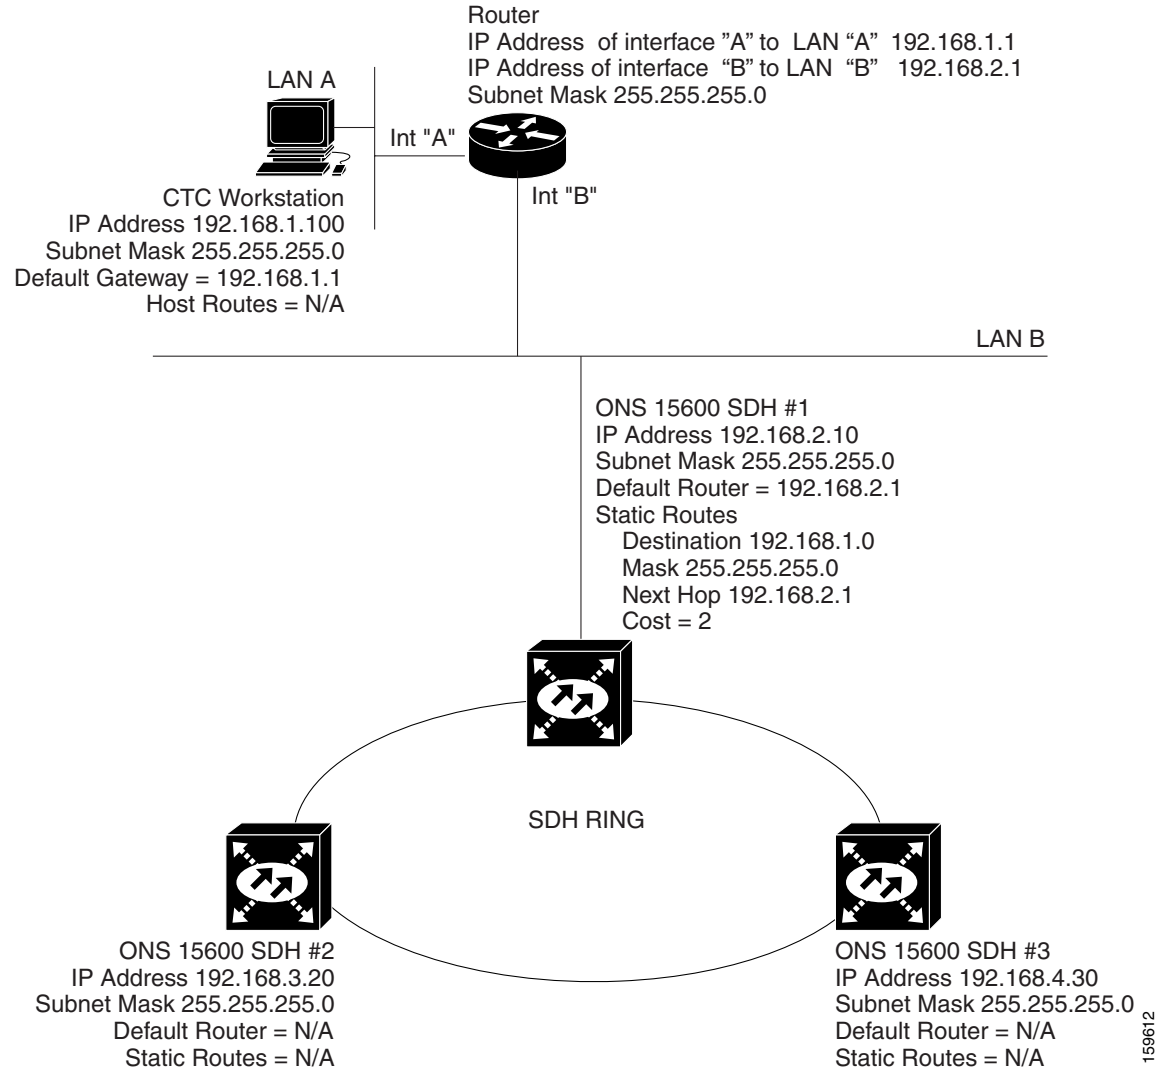 Router
IP Address of interface ”A” to LAN “A” 192.168.1.1
IP Address of interface “B” to LAN “B” 192.168.2.1
Subnet Mask 255.255.255.0
LAN A
Int "A"
Int "B"
CTC Workstation
IP Address 192.168.1.100
Subnet Mask 255.255.255.0
Default Gateway = 192.168.1.1
Host Routes = N/A
LAN B
ONS 15600 SDH #1
IP Address 192.168.2.10
Subnet Mask 255.255.255.0
Default Router = 192.168.2.1
Static Routes
Destination 192.168.1.0
Mask 255.255.255.0
Next Hop 192.168.2.1
Cost = 2
SDH RING
ONS 15600 SDH #2
IP Address 192.168.3.20
Subnet Mask 255.255.255.0
Default Router = N/A
Static Routes = N/A
ONS 15600 SDH #3
IP Address 192.168.4.30
Subnet Mask 255.255.255.0
Default Router = N/A
Static Routes = N/A
159612